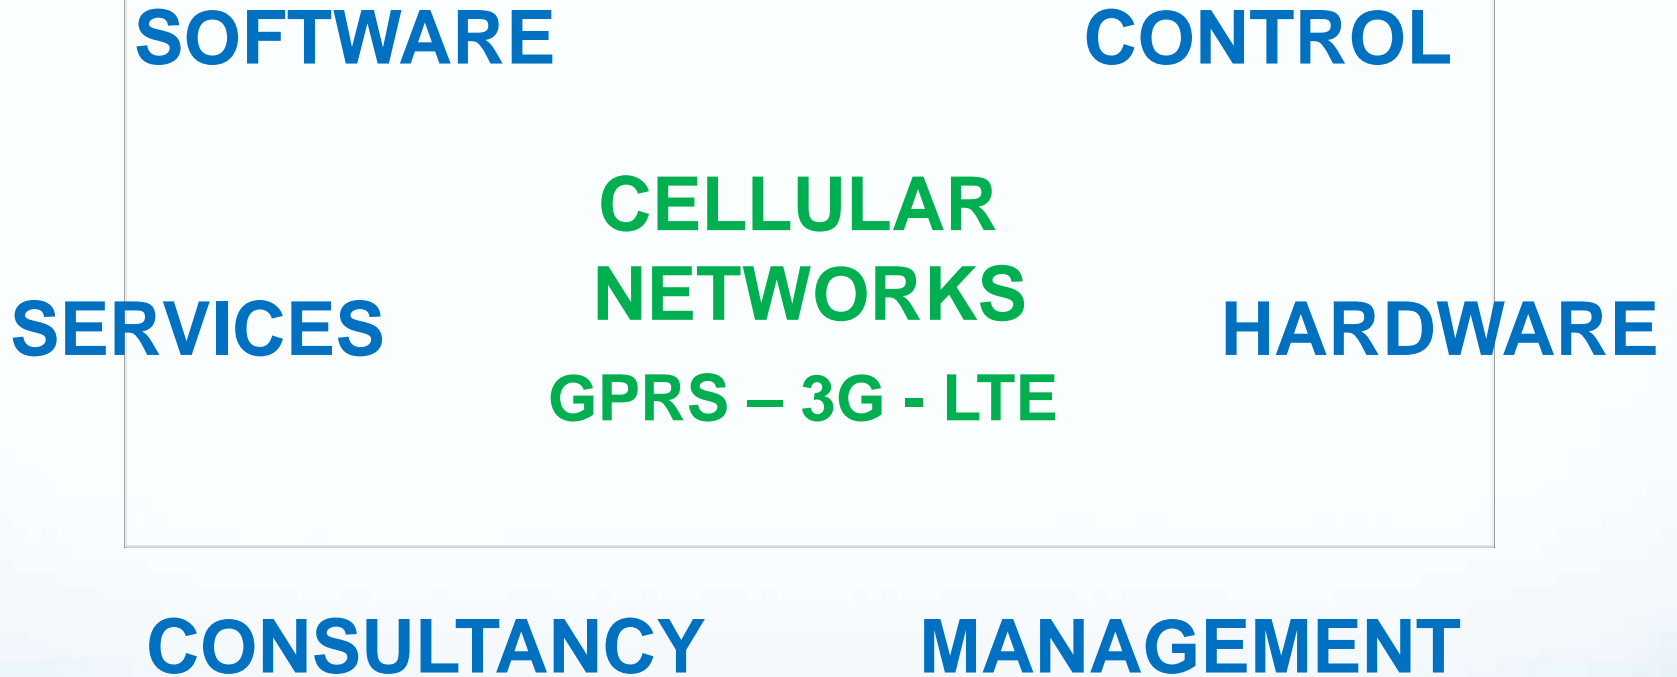 SOFTWARE
CONTROL
CELLULAR
NETWORKS
SERVICES
HARDWARE
GPRS – 3G - LTE
CONSULTANCY
MANAGEMENT